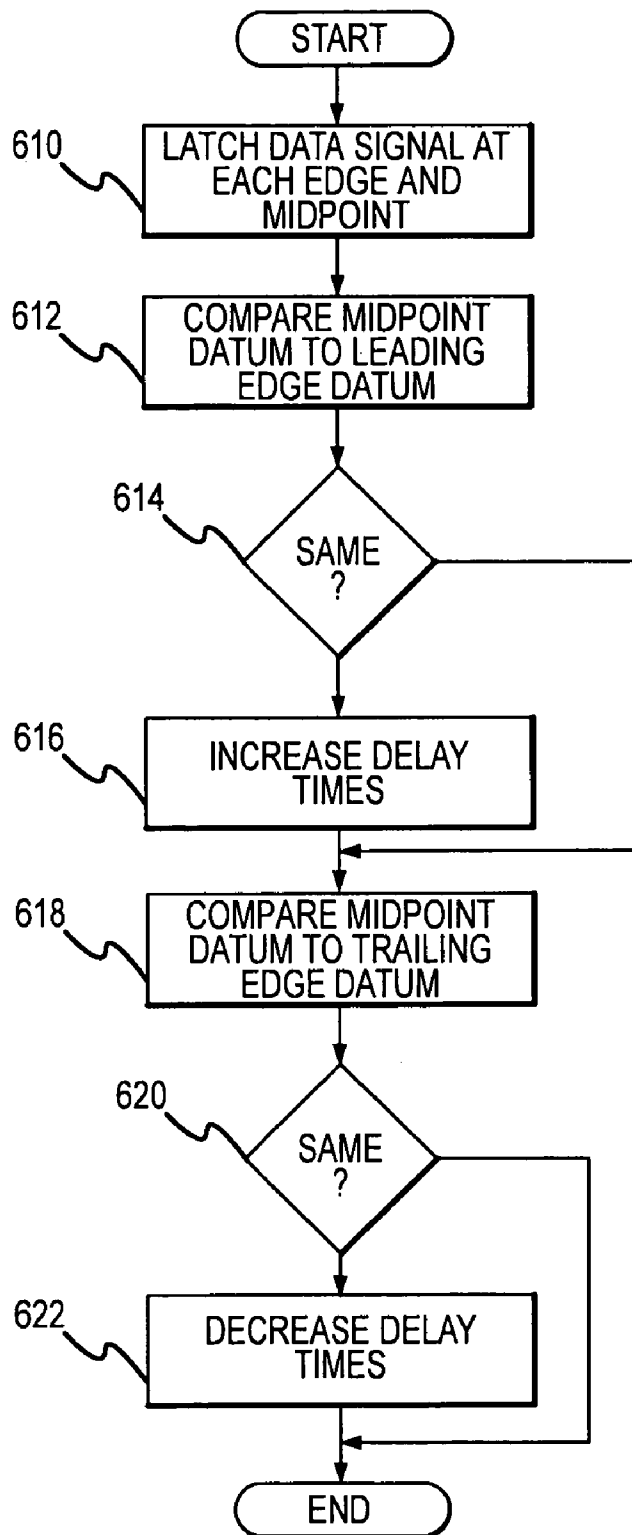 START
610
LATCH DATA SIGNAL AT
EACH EDGE AND
MIDPOINT
612
COMPARE MIDPOINT
DATUM TO LEADING
EDGE DATUM
614
SAME
?
616
INCREASE DELAY
TIMES
618
COMPARE MIDPOINT
DATUM TO TRAILING
EDGE DATUM
620
SAME
?
622
DECREASE DELAY
TIMES
END